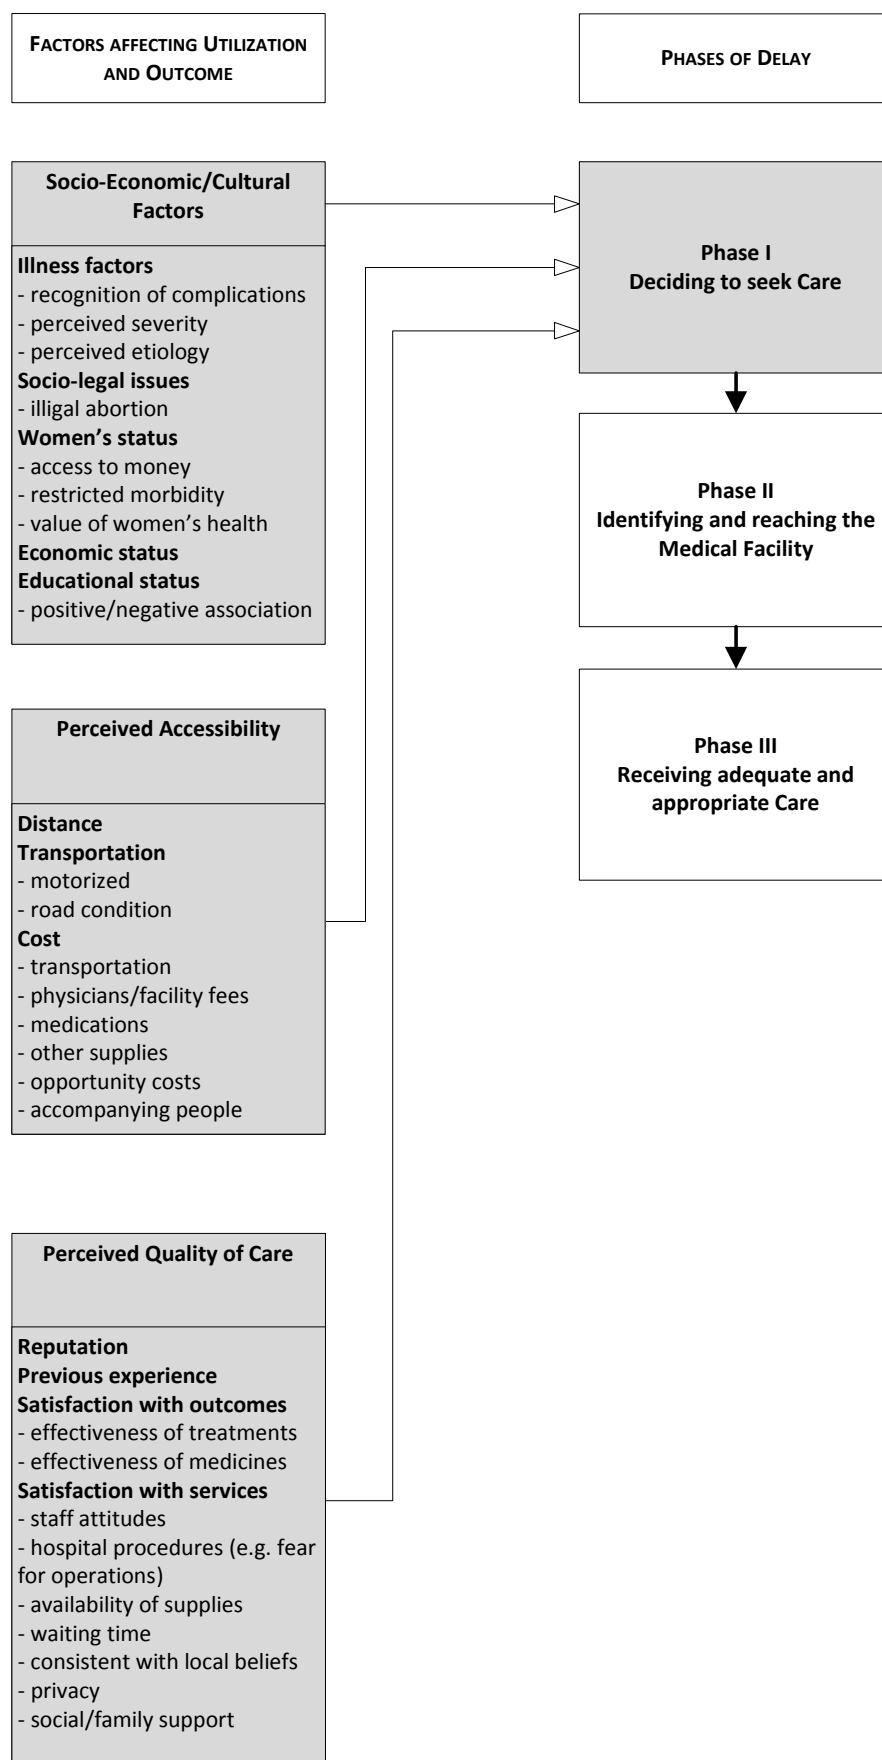 FACTORS AFFECTING UTILIZATION
AND OUTCOME
PHASES OF DELAY
Socio-Economic/Cultural
Factors
Illness factors
- recognition of complications
- perceived severity
- perceived etiology
Socio-legal issues
- illigal abortion
Women’s status
- access to money
- restricted morbidity
- value of women’s health
Economic status
Educational status
- positive/negative association
Perceived Accessibility
Distance
Transportation
- motorized
- road condition
Cost
- transportation
- physicians/facility fees
- medications
- other supplies
- opportunity costs
- accompanying people
Perceived Quality of Care
Reputation
Previous experience
Satisfaction with outcomes
- effectiveness of treatments
- effectiveness of medicines
Satisfaction with services
- staff attitudes
- hospital procedures (e.g. fear
for operations)
- availability of supplies
- waiting time
- consistent with local beliefs
- privacy
- social/family support
Phase I
Deciding to seek Care
Phase II
Identifying and reaching the
Medical Facility
Phase III
Receiving adequate and
appropriate Care